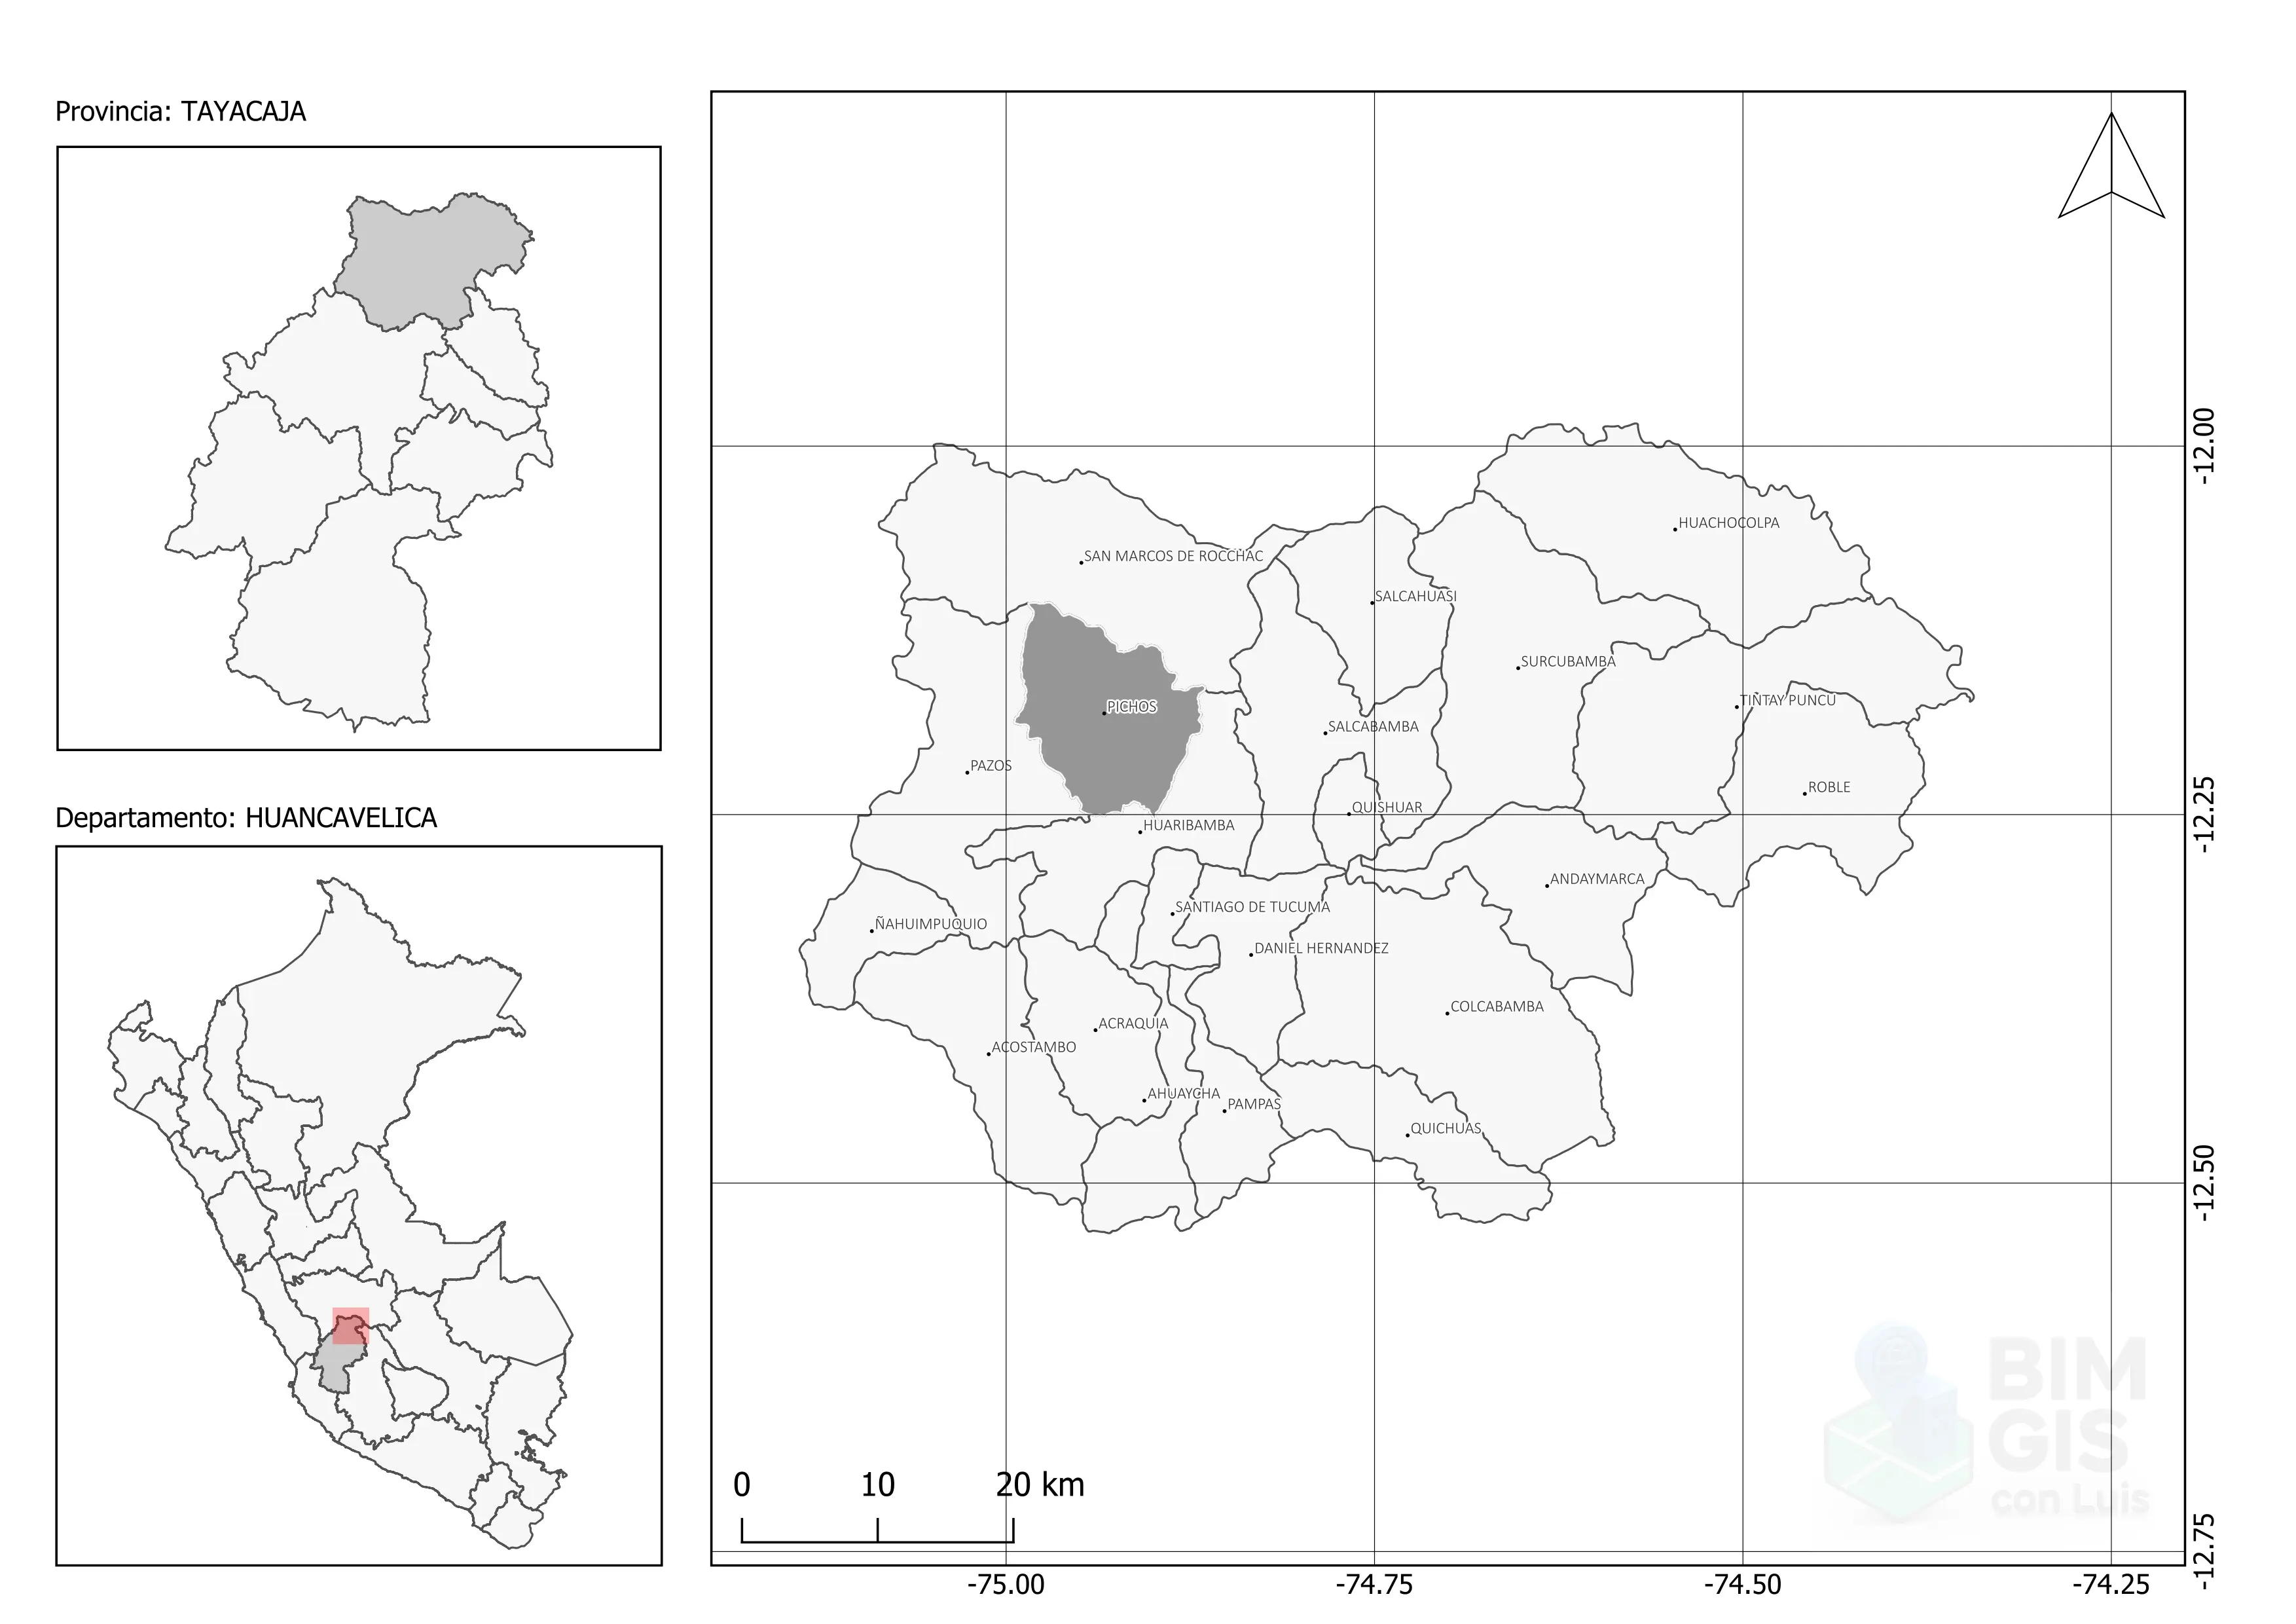 Provincia: TAYACAJA
Departamento: HUANCAVELICA
HUACHOCOLPA
SAN MARCOS DE ROCCHAC
SALCAHUASI
SURCUBAMBA
TINTAY PUNCU
PICHOS
SALCABAMBA
PAZOS
ROBLE
QUISHUAR
HUARIBAMBA
ANDAYMARCA
SANTIAGO DE TUCUMA
ÑAHUIMPUQUIO
DANIEL HERNANDEZ
COLCABAMBA
ACRAQUIA
ACOSTAMBO
AHUAYCHA
PAMPAS
QUICHUAS
-12.00
-12.25
-12.50
-12.75
BIM
GIS
con Luis
0 10 20 km
-75.00 -74.75 -74.50 -74.25